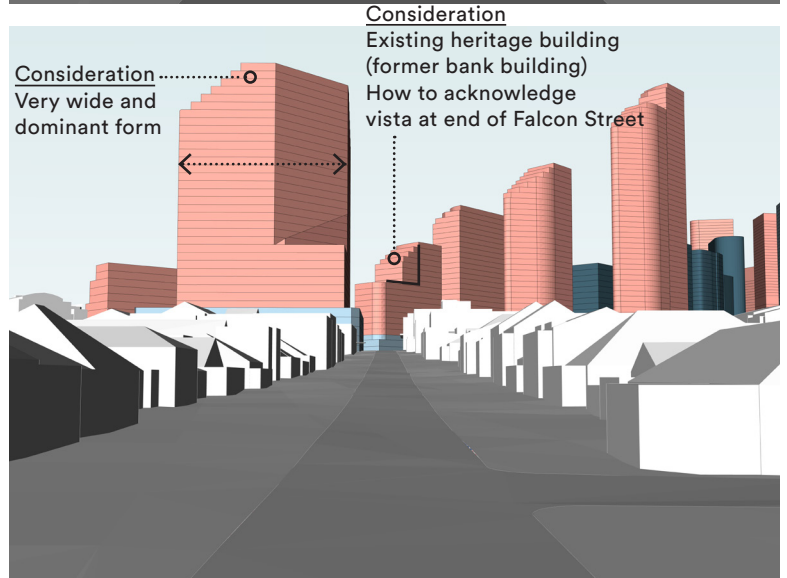 Consideration
Very wide and
dominant form
Consideration
Existing heritage building
(former bank building)
How to acknowledge
vista at end of Falcon Street